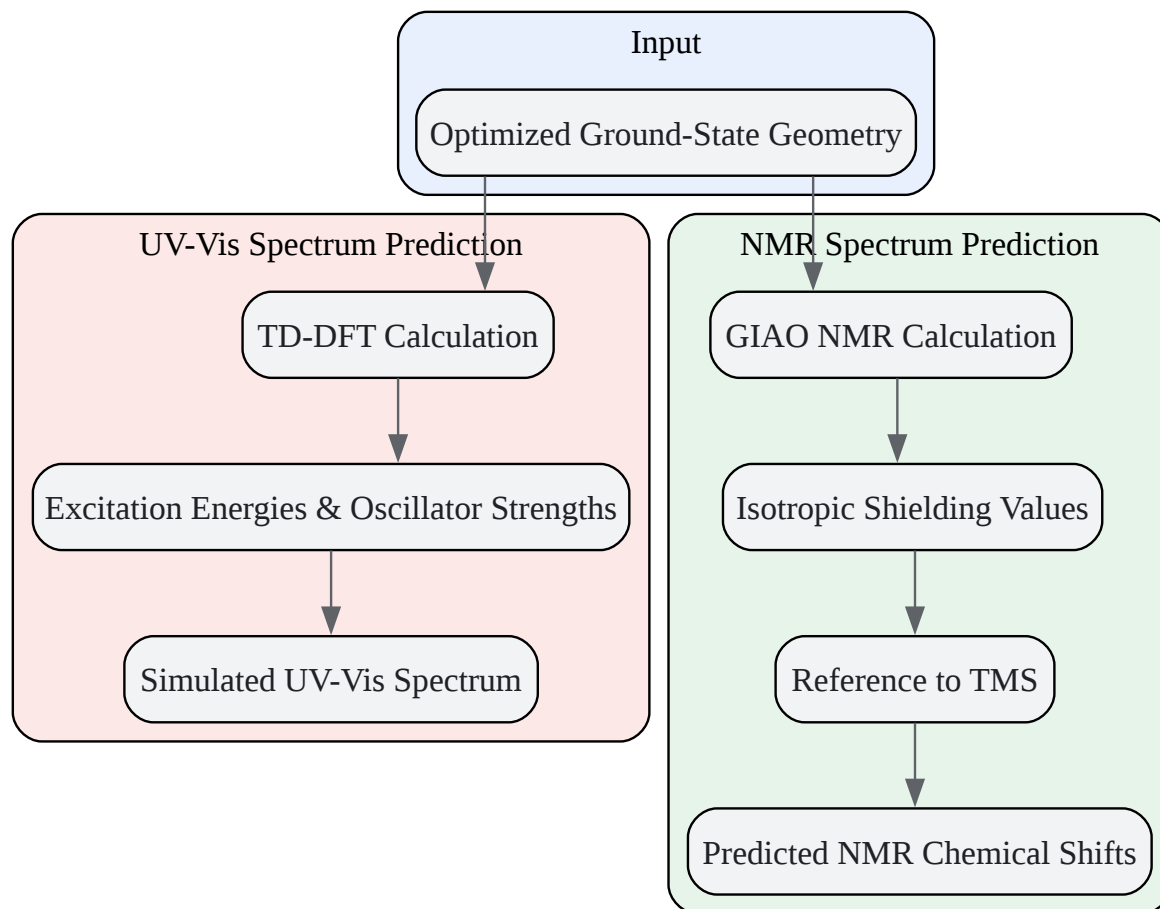 Input
Optimized Ground-State Geometry
UV-Vis Spectrum Prediction
TD-DFT Calculation
Excitation Energies & Oscillator Strengths
Simulated UV-Vis Spectrum
NMR Spectrum Prediction
GIAO NMR Calculation
Isotropic Shielding Values
Reference to TMS
Predicted NMR Chemical Shifts